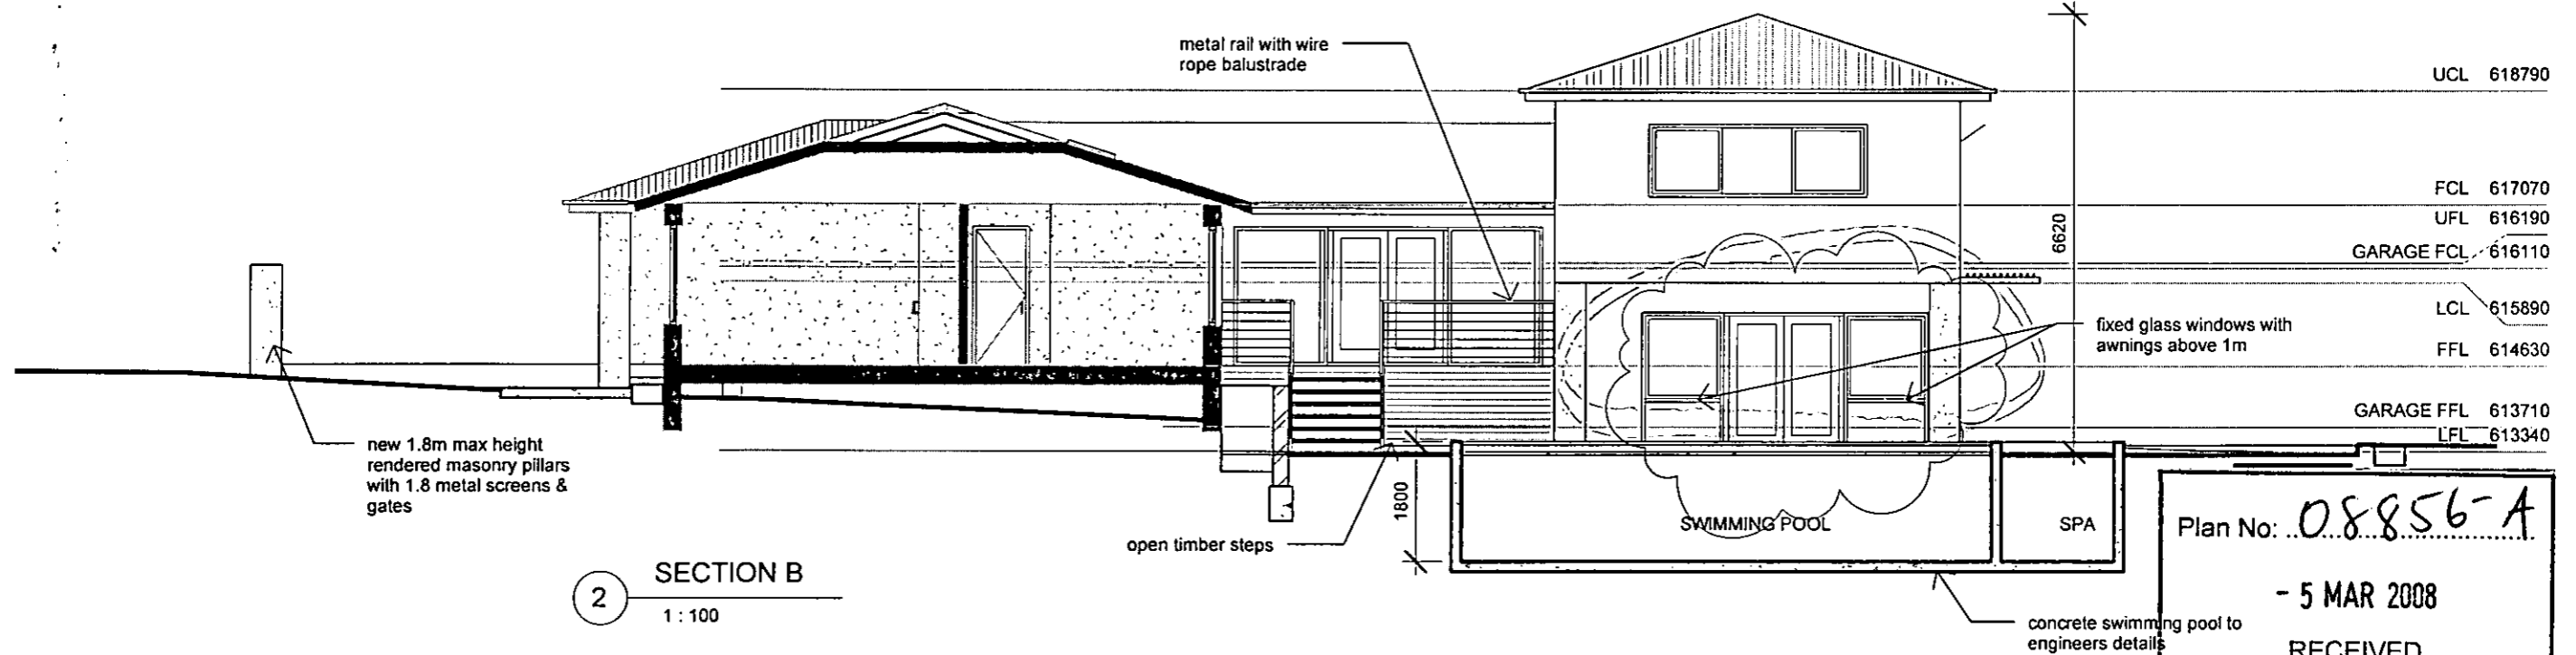 metal rail with wire
rope balustrade
UCL 618790
FCL 617070
UFL 616190
GARAGE FCL 616110
LCL 615890
FFL 614630
GARAGE FFL 613710
LFL 613340
6620
fixed glass windows with
awnings above 1m
new 1.8m max height
rendered masonry pillars
with 1.8 metal screens &
gates
open timber steps
1800
SWIMMING POOL
SPA
concrete swimming pool to
engineers details
2
SECTION B
1 : 100
Plan No: 08856-A
- 5 MAR 2008
RECEIVED